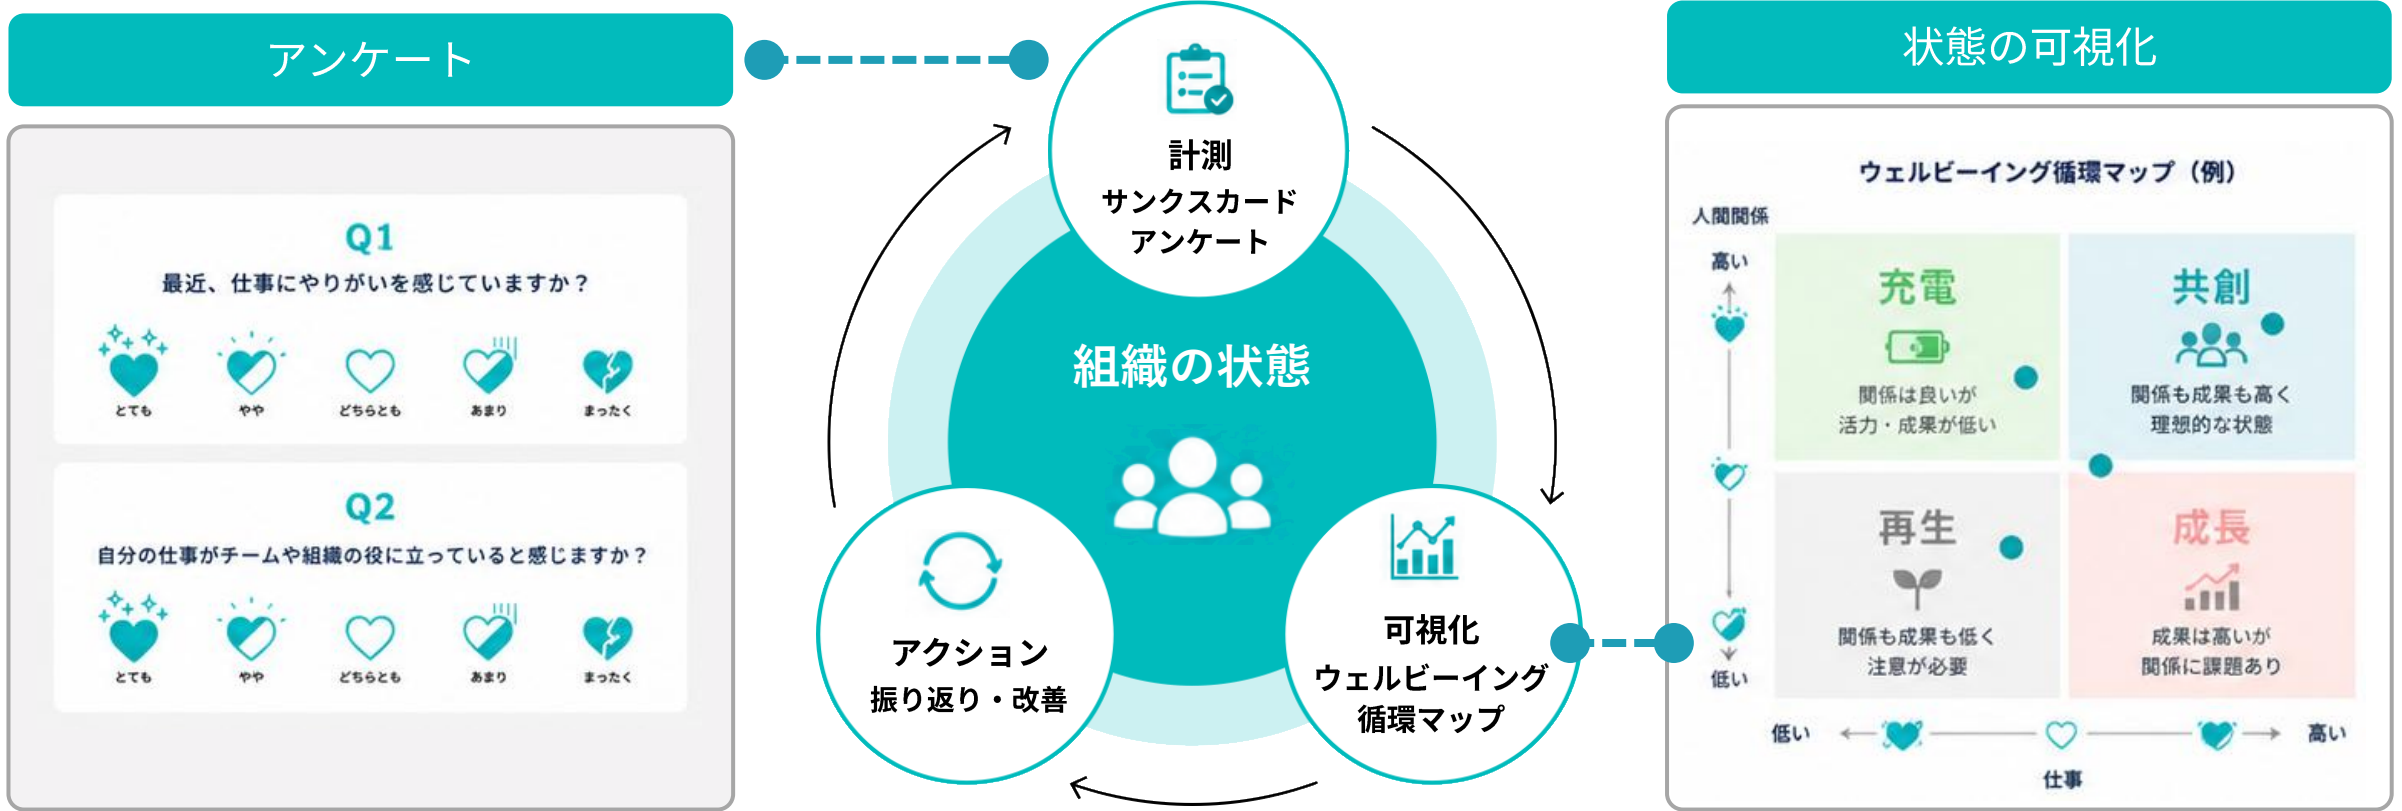 アンケート
Q1
最近、仕事にやりがいを感じていますか？
とても
やや
どちらとも
あまり
まったく
Q2
自分の仕事がチームや組織の役に立っていると感じますか？
とても
やや
どちらとも
あまり
まったく
計測
サンクスカード
アンケート
組織の状態
アクション
振り返り・改善
可視化
ウェルビーイング
循環マップ
状態の可視化
ウェルビーイング循環マップ（例）
人間関係
高い
低い
充電
関係は良いが
活力・成果が低い
共創
関係も成果も高く
理想的な状態
再生
関係も成果も低く
注意が必要
成長
成果は高いが
関係に課題あり
低い
高い
仕事